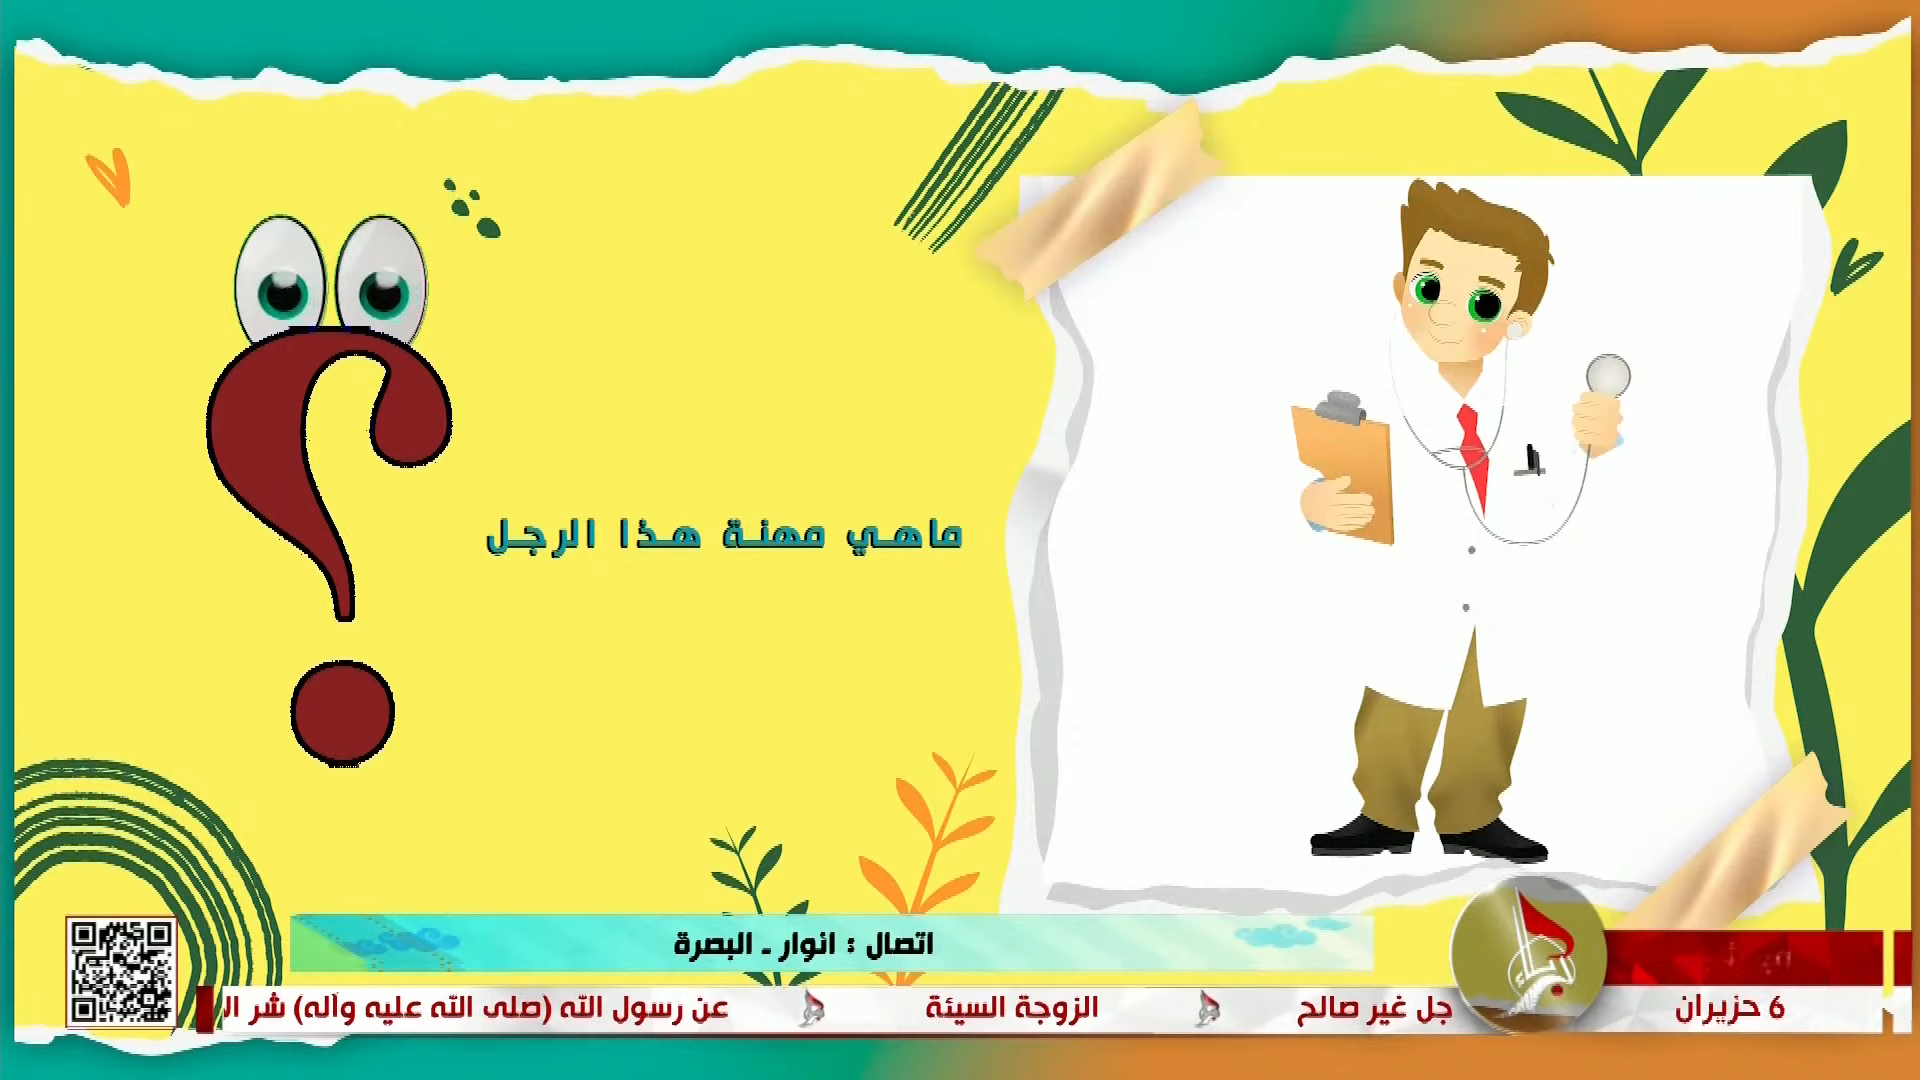 ماهي مهنة هذا الرجل
؟
اتصال : انوار - البصرة
6 حزيران
جل غير صالح
الزوجة السيئة
عن رسول الله (صلى الله عليه وآله) شر